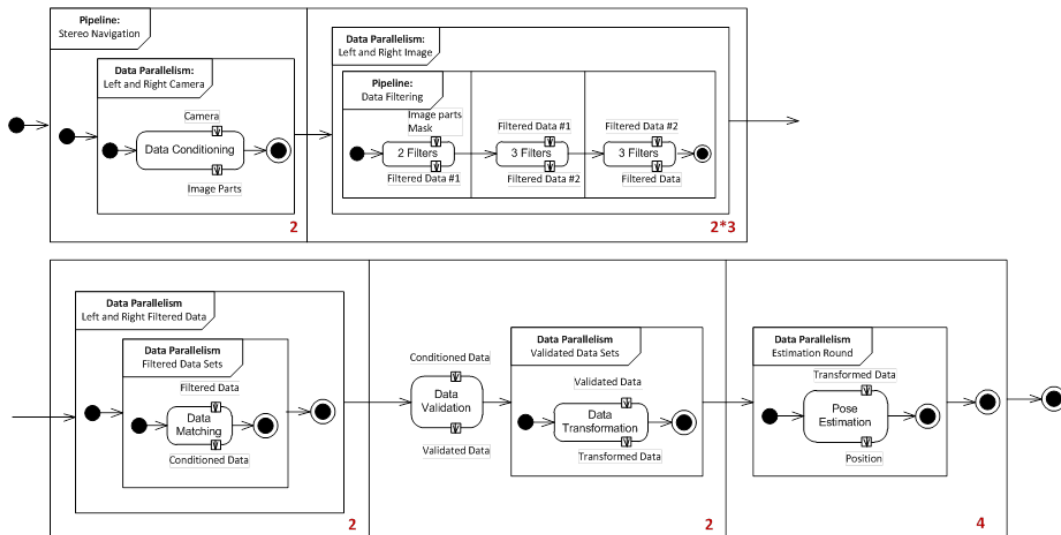 Pipeline:
Stereo Navigation
Data Parallelism:
Left and Right Camera
Camera
Data Conditioning
Image Parts
2
Data Parallelism:
Left and Right Image
Pipeline:
Data Filtering
Image parts
Mask
2 Filters
Filtered Data #1
Filtered Data #1
3 Filters
Filtered Data #2
Filtered Data #2
3 Filters
Filtered Data
2*3
Data Parallelism
Left and Right Filtered Data
Data Parallelism
Filtered Data Sets
Filtered Data
Data
Matching
Conditioned Data
2
Conditioned Data
Data
Validation
Validated Data
Data Parallelism
Validated Data Sets
Validated Data
Data
Transformation
Transformed Data
2
Data Parallelism
Estimation Round
Transformed Data
Pose
Estimation
Position
4